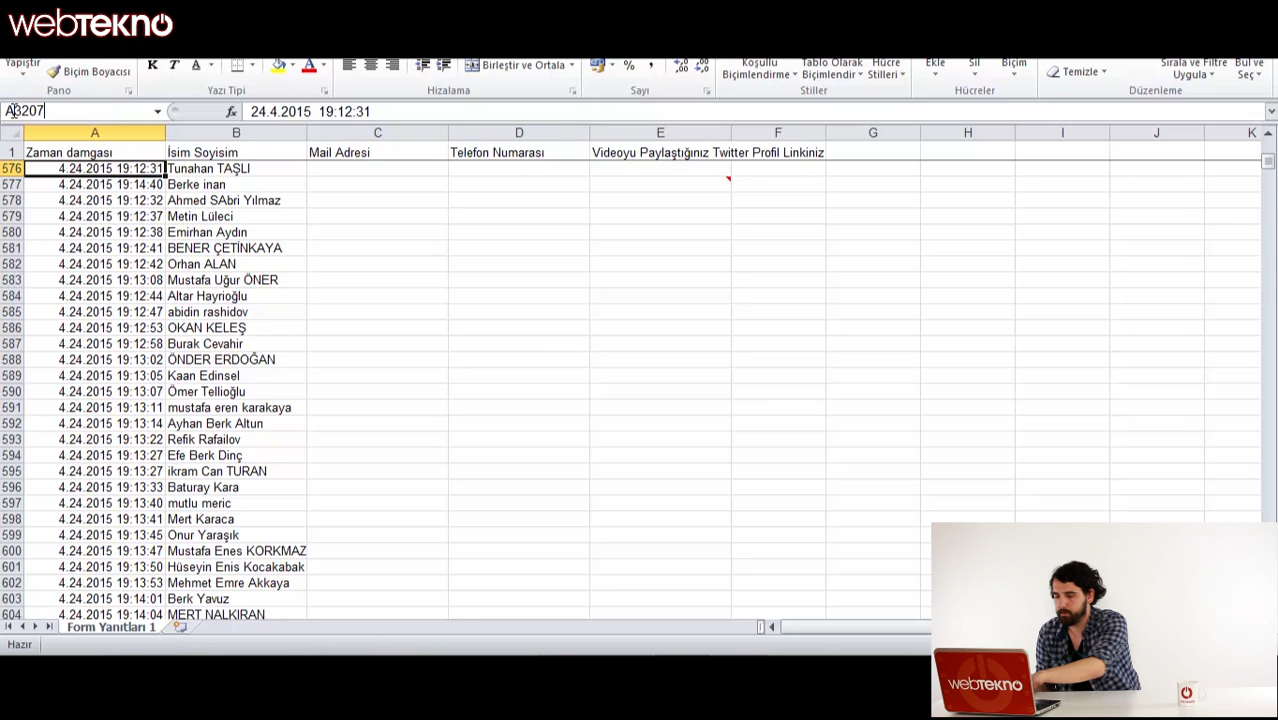 webtekno
Yapıştır
Biçim Boyacısı
K T A A
Birleştir ve Ortala
%
Koşullu Biçimlendirme
Tablo Olarak Biçimlendir
Hücre Stilleri
Ekle Sil Biçim
Temizle
Sırala ve Filtre Uygula
Bul ve Seç
Pano Yazı Tipi Hizalama Sayı Stiller Hücreler Düzenleme
A3207 fx 24.4.2015 19:12:31
A B C D E F G H I J K
1 Zaman damgası İsim Soyisim Mail Adresi Telefon Numarası Videoyu Paylaştığınız Twitter Profil Linkiniz
576 4.24.2015 19:12:31 Tunahan TAŞLI
577 4.24.2015 19:14:40 Berke inan
578 4.24.2015 19:12:32 Ahmed SAbri Yılmaz
579 4.24.2015 19:12:37 Metin Lüleci
580 4.24.2015 19:12:38 Emirhan Aydın
581 4.24.2015 19:12:41 BENER ÇETİNKAYA
582 4.24.2015 19:12:42 Orhan ALAN
583 4.24.2015 19:13:08 Mustafa Uğur ÖNER
584 4.24.2015 19:12:44 Altar Hayrioğlu
585 4.24.2015 19:12:47 abidin rashidov
586 4.24.2015 19:12:53 OKAN KELEŞ
587 4.24.2015 19:12:58 Burak Cevahir
588 4.24.2015 19:13:02 ÖNDER ERDOĞAN
589 4.24.2015 19:13:05 Kaan Edinsel
590 4.24.2015 19:13:07 Ömer Tellioğlu
591 4.24.2015 19:13:11 mustafa eren karakaya
592 4.24.2015 19:13:14 Ayhan Berk Altun
593 4.24.2015 19:13:22 Refik Rafailov
594 4.24.2015 19:13:27 Efe Berk Dinç
595 4.24.2015 19:13:27 ikram Can TURAN
596 4.24.2015 19:13:33 Baturay Kara
597 4.24.2015 19:13:40 mutlu meric
598 4.24.2015 19:13:41 Mert Karaca
599 4.24.2015 19:13:45 Onur Yaraşık
600 4.24.2015 19:13:47 Mustafa Enes KORKMAZ
601 4.24.2015 19:13:50 Hüseyin Enis Kocakabak
602 4.24.2015 19:13:53 Mehmet Emre Akkaya
603 4.24.2015 19:14:01 Berk Yavuz
604 4.24.2015 19:14:04 MERT NALKIRAN
Form Yanıtları 1
Hazır
webtekno